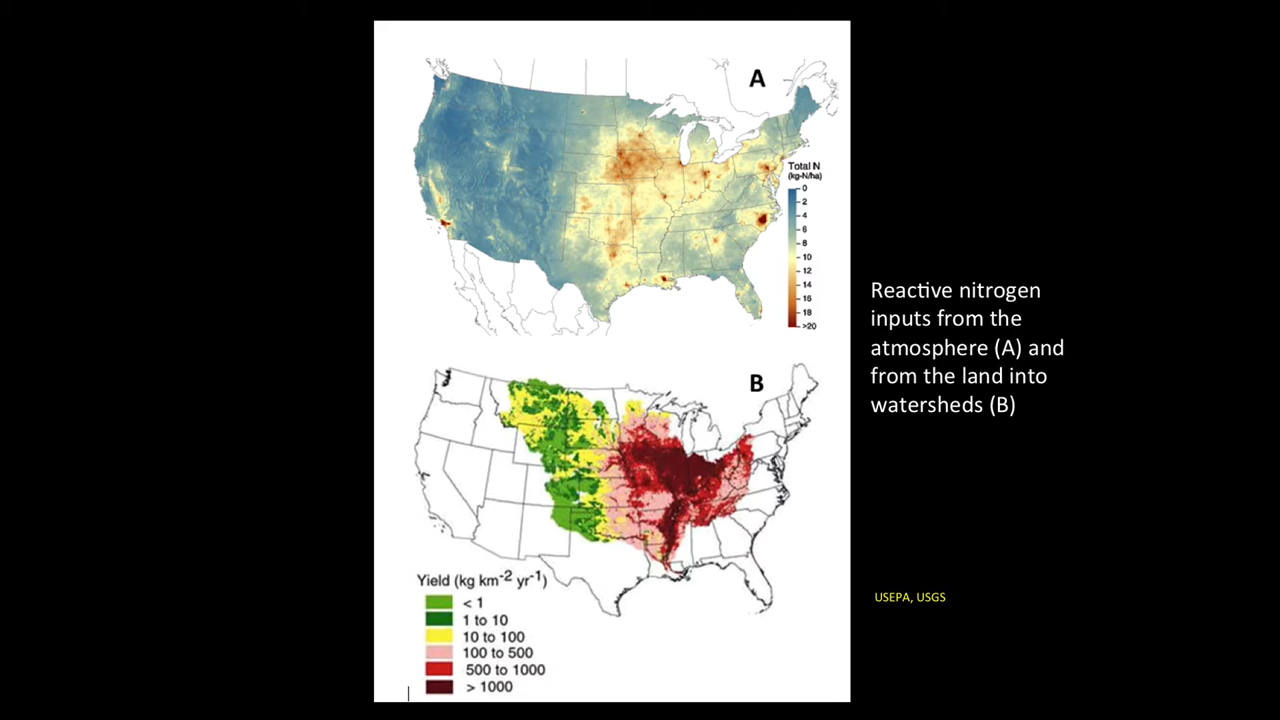 A
Total N
(kg-N/ha)
0
2
4
6
8
10
12
14
16
18
>20
B
Yield (kg km-2 yr-1)
< 1
1 to 10
10 to 100
100 to 500
500 to 1000
> 1000
Reactive nitrogen
inputs from the
atmosphere (A) and
from the land into
watersheds (B)
USEPA, USGS